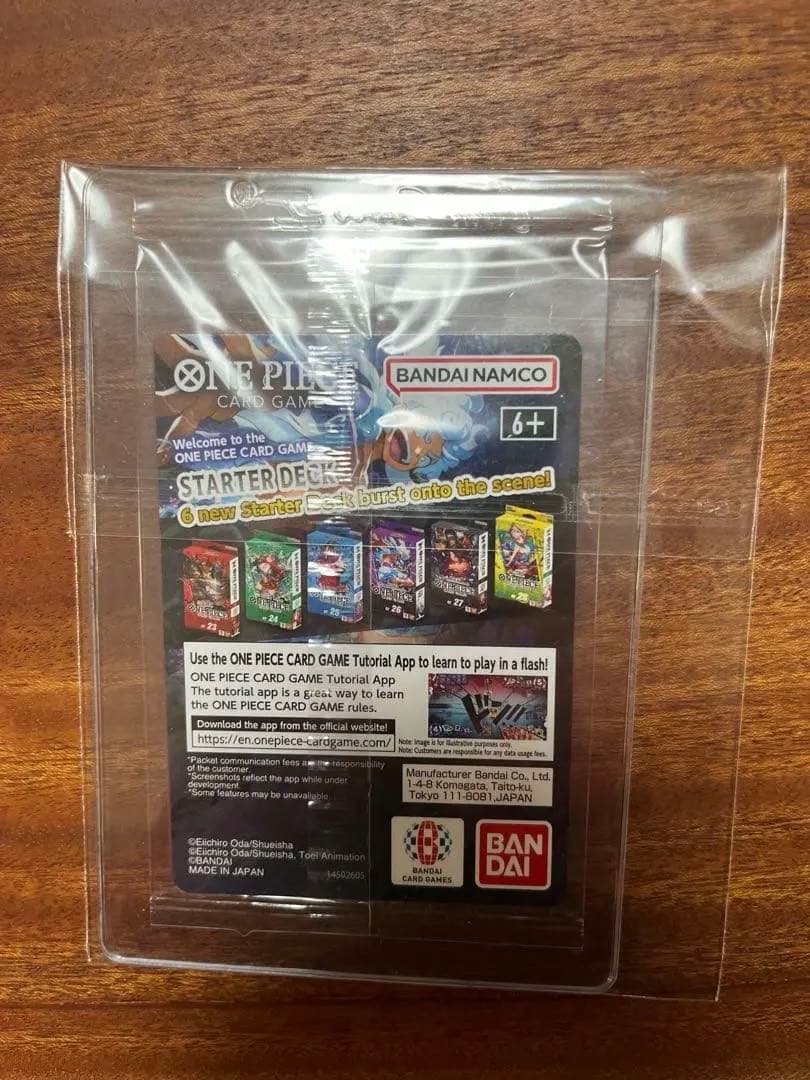 ONE PIECE
CARD GAME
BANDAI NAMCO
6+
Welcome to the
ONE PIECE CARD GAME
STARTER DECK
6 new Starter Deck burst onto the scene!
23
24
25
26
27
28
Use the ONE PIECE CARD GAME Tutorial App to learn to play in a flash!
ONE PIECE CARD GAME Tutorial App
The tutorial app is a great way to learn
the ONE PIECE CARD GAME rules.
Download the app from the official website!
https://en.onepiece-cardgame.com/
ドン!!
Note: Image is for illustrative purposes only.
Note: Customers are responsible for any data usage fees.
*Packet communication fees are the responsibility
of the customer.
*Screenshots reflect the app while under
development.
*Some features may be unavailable.
Manufacturer Bandai Co., Ltd.
1-4-8 Komagata, Taito-ku,
Tokyo 111-8081,JAPAN
©Eiichiro Oda/Shueisha
©Eiichiro Oda/Shueisha, Toei Animation
©BANDAI
MADE IN JAPAN
14502605
BANDAI
CARD GAMES
BAN
DAI